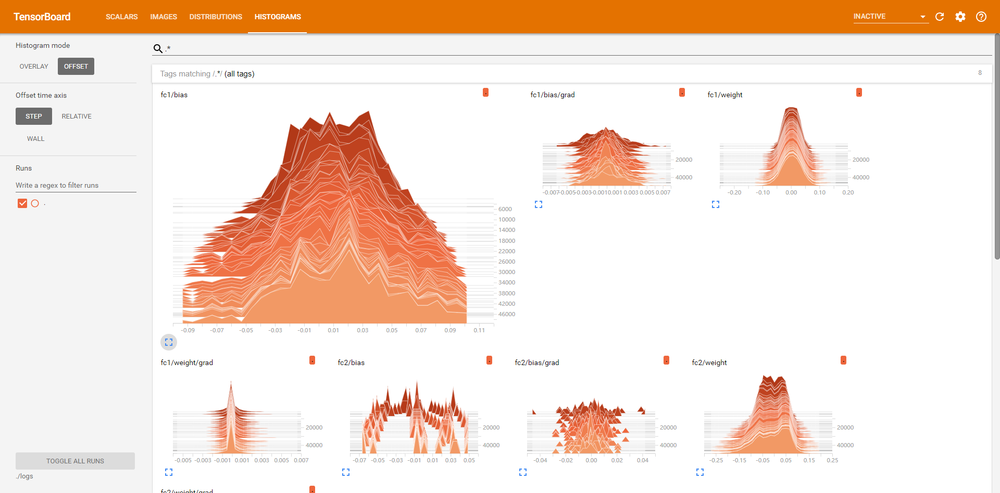 TensorBoard SCALARS IMAGES DISTRIBUTIONS HISTOGRAMS INACTIVE
Histogram mode
OVERLAY OFFSET
Offset time axis
STEP RELATIVE
WALL
Runs
Write a regex to filter runs
.
TOGGLE ALL RUNS
./logs
.*
Tags matching /.*/ (all tags) 8
fc1/bias .
6000
10000
14000
18000
22000
26000
30000
34000
38000
42000
46000
-0.09 -0.07 -0.05 -0.03 -0.01 0.01 0.03 0.05 0.07 0.09 0.11
fc1/bias/grad .
20000
40000
-0.007 -0.005 -0.003 -0.001 0.001 0.003 0.005 0.007
fc1/weight .
20000
40000
-0.20 -0.10 0.00 0.10 0.20
fc1/weight/grad .
20000
40000
-0.005 -0.003 -0.001 0.001 0.003 0.005 0.007
fc2/bias .
20000
40000
-0.07 -0.05 -0.03 -0.01 0.01 0.03 0.05
fc2/bias/grad .
20000
40000
-0.04 -0.02 0.00 0.02 0.04
fc2/weight .
20000
40000
-0.25 -0.15 -0.05 0.05 0.15 0.25
fc2/weight/grad .